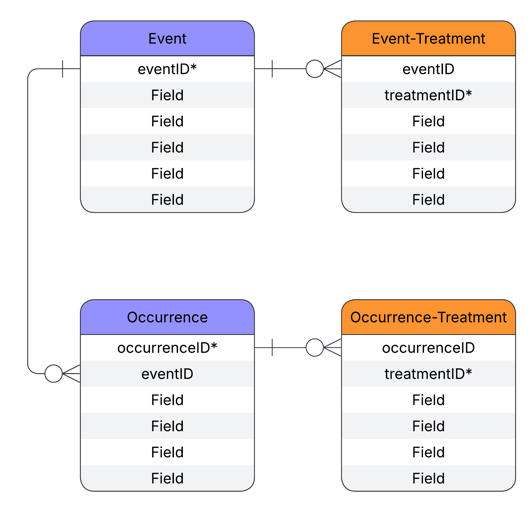 Event
eventID*
Field
Field
Field
Field
Field
Event-Treatment
eventID
treatmentID*
Field
Field
Field
Field
Occurrence
occurrenceID*
eventID
Field
Field
Field
Field
Occurrence-Treatment
occurrenceID
treatmentID*
Field
Field
Field
Field